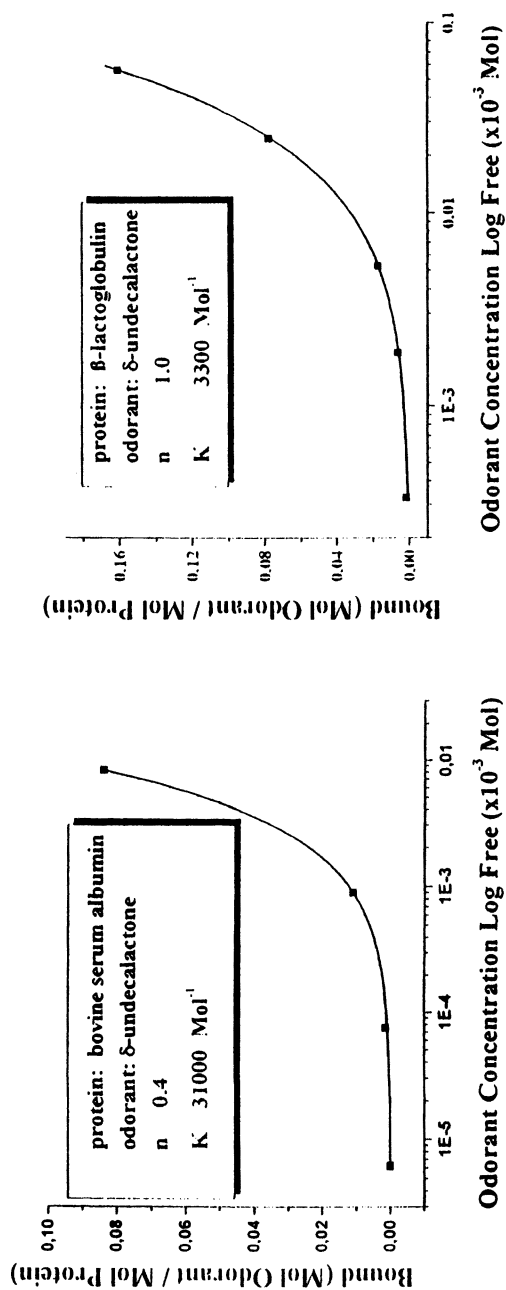 Bound (Mol Odorant / Mol Protein)
0,10
0,08
0,06
0,04
0,02
0,00
protein: bovine serum albumin
odorant: δ-undecalactone
n 0.4
K 31000 Mol⁻¹
1E-5
1E-4
1E-3
0,01
Odorant Concentration Log Free (x10⁻³ Mol)
Bound (Mol Odorant / Mol Protein)
0.16
0.12
0.08
0.04
0.00
protein: β-lactoglobulin
odorant: δ-undecalactone
n 1.0
K 3300 Mol⁻¹
1E-3
0.01
0.1
Odorant Concentration Log Free (x10⁻³ Mol)